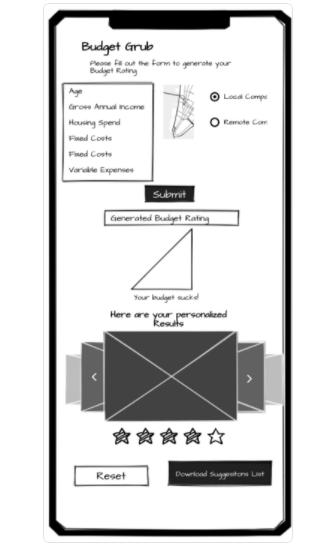 Budget Grub
Please fill out the form to generate your
Budget Rating
Age
Gross Annual Income
Housing Spend
Fixed Costs
Fixed Costs
Variable Expenses
Local Compc
Remote Com
Submit
Generated Budget Rating
Your budget sucks!
Here are your personalized
Results
Reset
Download Suggesitons List